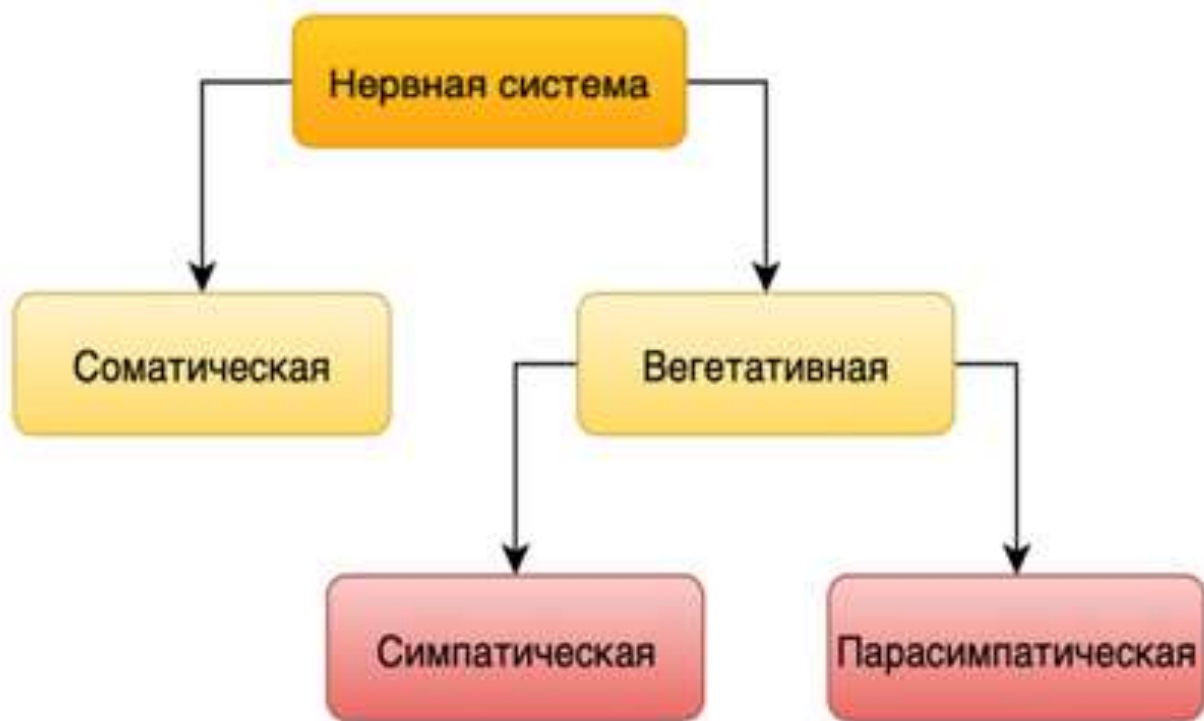 Нервная система
Соматическая
Вегетативная
Симпатическая
Парасимпатическая